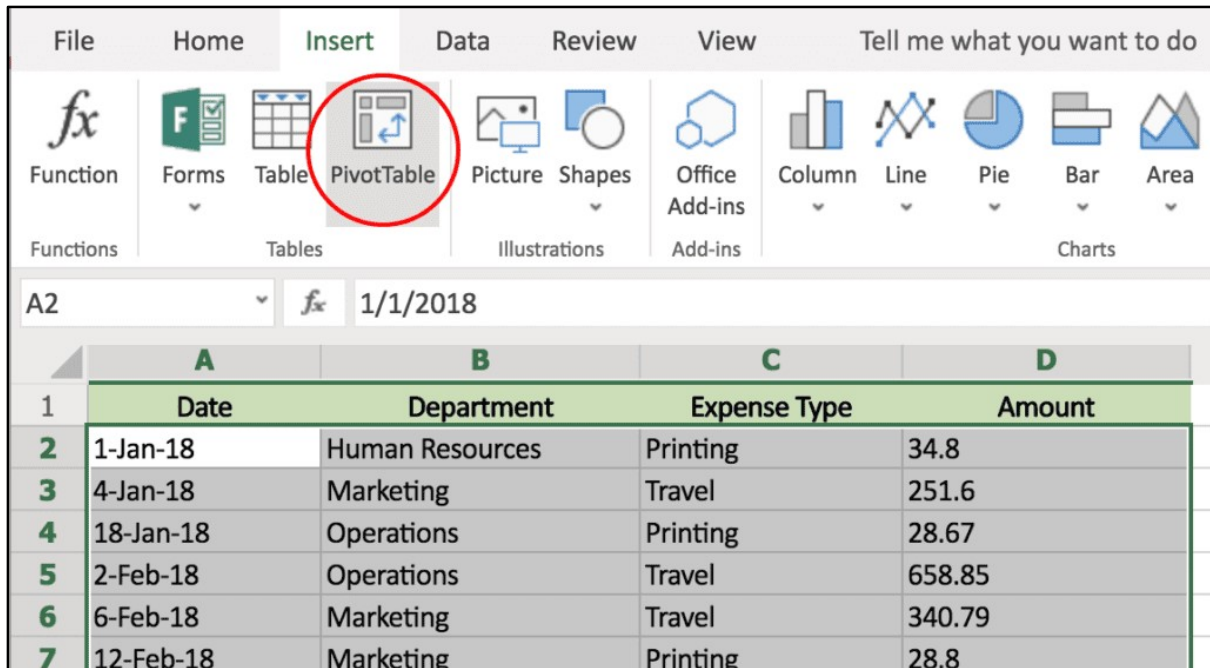 File Home Insert Data Review View Tell me what you want to do
fx F
Function Forms Table PivotTable Picture Shapes Office Add-ins Column Line Pie Bar Area
Functions Tables Illustrations Add-ins Charts
A2 fx 1/1/2018
A B C D
1 Date Department Expense Type Amount
2 1-Jan-18 Human Resources Printing 34.8
3 4-Jan-18 Marketing Travel 251.6
4 18-Jan-18 Operations Printing 28.67
5 2-Feb-18 Operations Travel 658.85
6 6-Feb-18 Marketing Travel 340.79
7 12-Feb-18 Marketing Printing 28.8